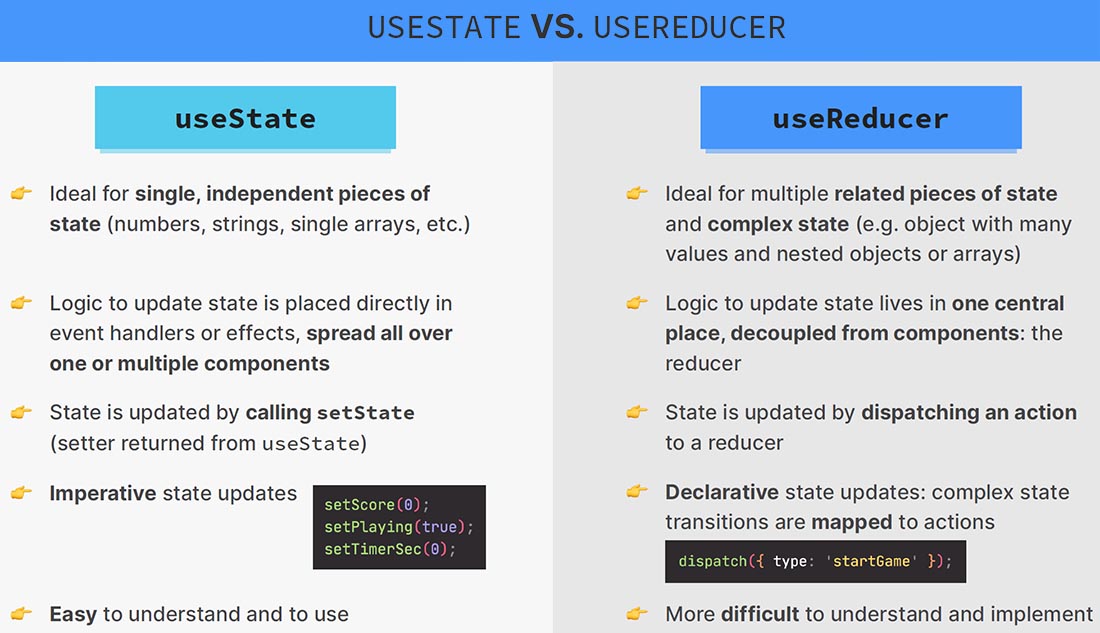 USESTATE VS. USEREDUCER
useState
Ideal for single, independent pieces of
state (numbers, strings, single arrays, etc.)
Logic to update state is placed directly in
event handlers or effects, spread all over
one or multiple components
State is updated by calling setState
(setter returned from useState)
Imperative state updates
setScore(0);
setPlaying(true);
setTimerSec(0);
Easy to understand and to use
useReducer
Ideal for multiple related pieces of state
and complex state (e.g. object with many
values and nested objects or arrays)
Logic to update state lives in one central
place, decoupled from components: the
reducer
State is updated by dispatching an action
to a reducer
Declarative state updates: complex state
transitions are mapped to actions
dispatch({ type: 'startGame' });
More difficult to understand and implement